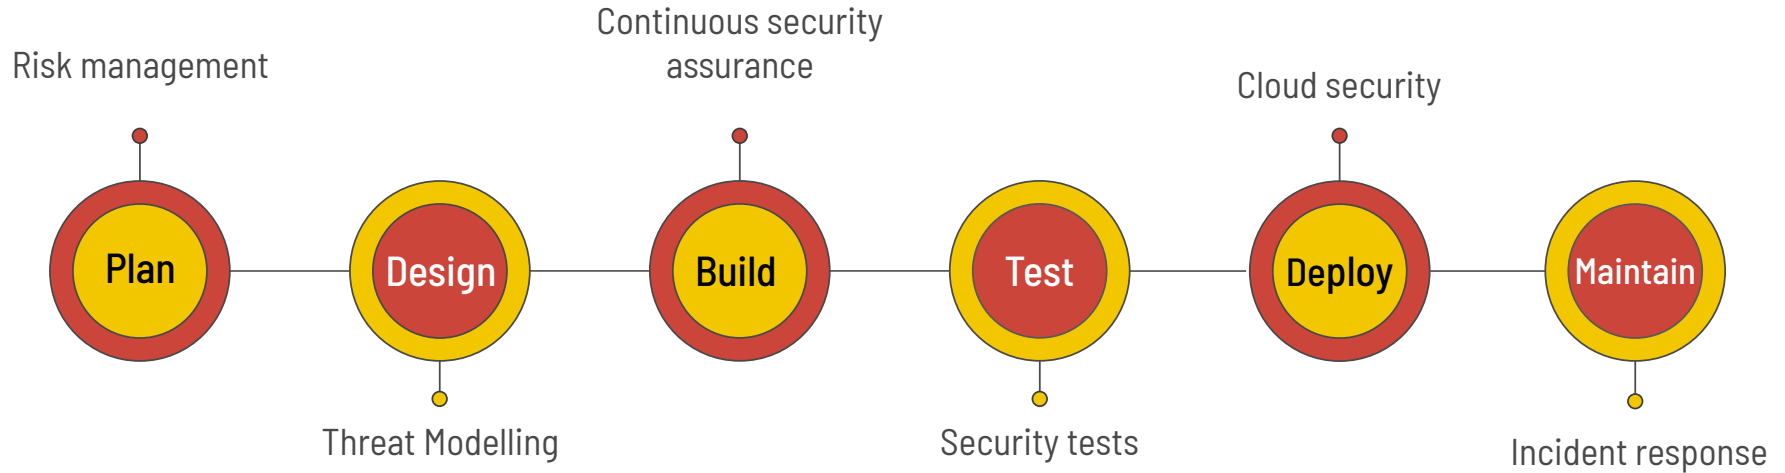 Risk management
Continuous security
assurance
Cloud security
Plan
Design
Build
Test
Deploy
Maintain
Threat Modelling
Security tests
Incident response